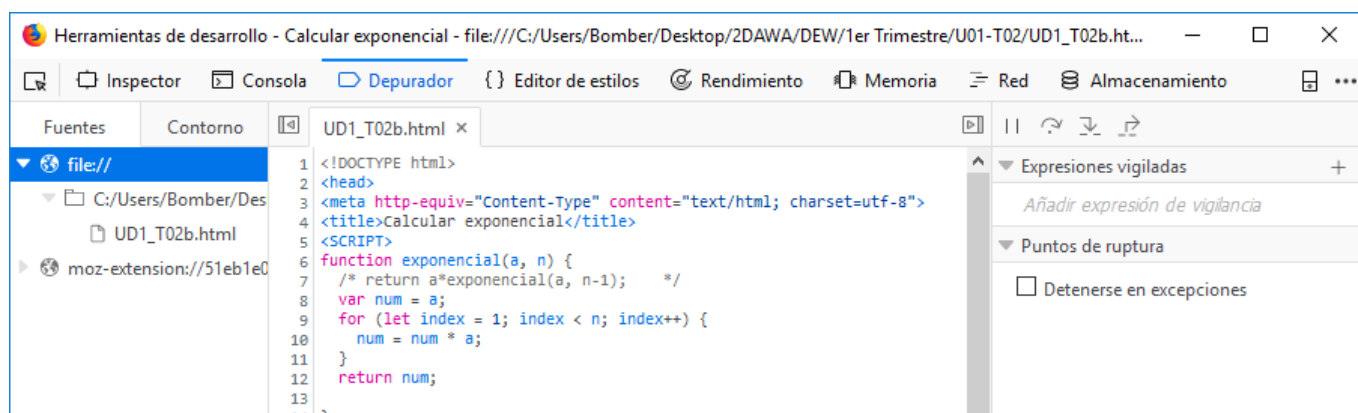 Herramientas de desarrollo - Calcular exponencial - file:///C:/Users/Bomber/Desktop/2DAWA/DEW/1er Trimestre/U01-T02/UD1_T02b.ht...
Inspector Consola Depurador {} Editor de estilos Rendimiento Memoria Red Almacenamiento
Fuentes Contorno UD1_T02b.html ×
file://
C:/Users/Bomber/Des
UD1_T02b.html
moz-extension://51eb1e0
1 <!DOCTYPE html>
2 <head>
3 <meta http-equiv="Content-Type" content="text/html; charset=utf-8">
4 <title>Calcular exponencial</title>
5 <SCRIPT>
6 function exponencial(a, n) {
7 /* return a*exponencial(a, n-1);    */
8 var num = a;
9 for (let index = 1; index < n; index++) {
10 num = num * a;
11 }
12 return num;
13
Expresiones vigiladas +
Añadir expresión de vigilancia
Puntos de ruptura
Detenerse en excepciones